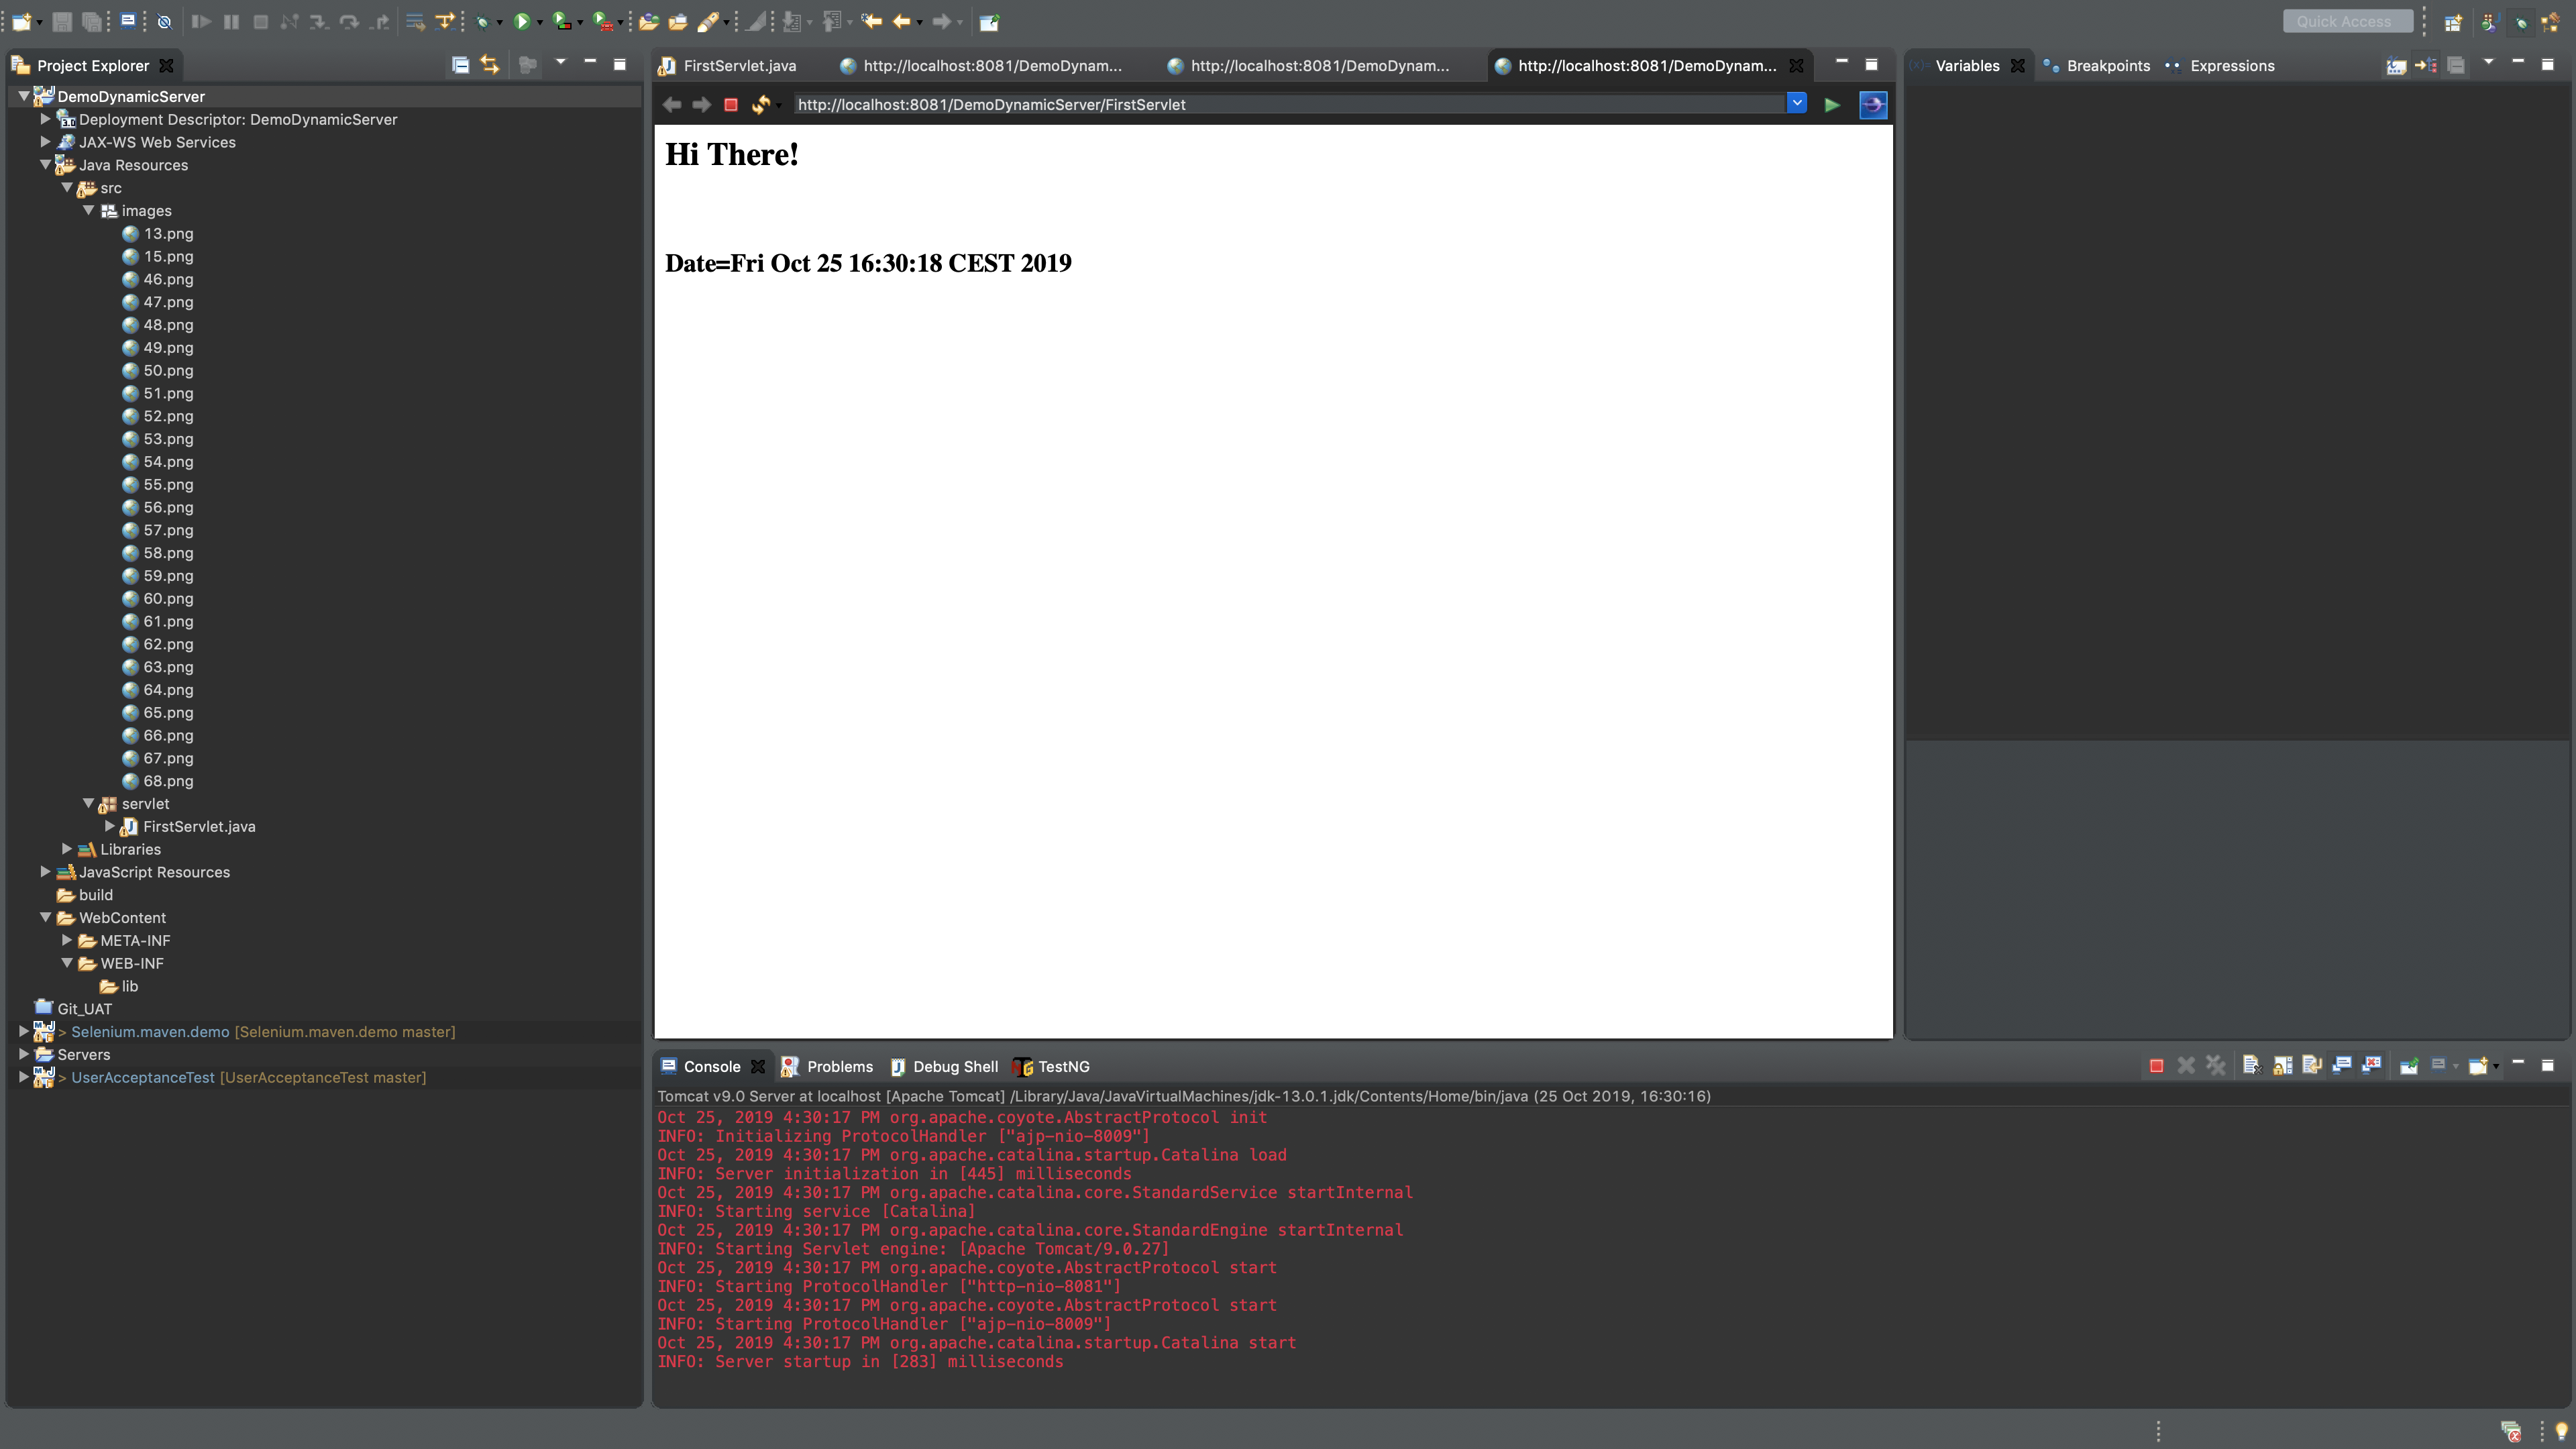 Quick Access
Project Explorer
DemoDynamicServer
Deployment Descriptor: DemoDynamicServer
JAX-WS Web Services
Java Resources
src
images
13.png
15.png
46.png
47.png
48.png
49.png
50.png
51.png
52.png
53.png
54.png
55.png
56.png
57.png
58.png
59.png
60.png
61.png
62.png
63.png
64.png
65.png
66.png
67.png
68.png
servlet
FirstServlet.java
Libraries
JavaScript Resources
build
WebContent
META-INF
WEB-INF
lib
Git_UAT
> Selenium.maven.demo [Selenium.maven.demo master]
Servers
> UserAcceptanceTest [UserAcceptanceTest master]
FirstServlet.java http://localhost:8081/DemoDynam... http://localhost:8081/DemoDynam... http://localhost:8081/DemoDynam...
http://localhost:8081/DemoDynamicServer/FirstServlet
Hi There!
Date=Fri Oct 25 16:30:18 CEST 2019
Variables Breakpoints Expressions
Console Problems Debug Shell TestNG
Tomcat v9.0 Server at localhost [Apache Tomcat] /Library/Java/JavaVirtualMachines/jdk-13.0.1.jdk/Contents/Home/bin/java (25 Oct 2019, 16:30:16)
Oct 25, 2019 4:30:17 PM org.apache.coyote.AbstractProtocol init
INFO: Initializing ProtocolHandler ["ajp-nio-8009"]
Oct 25, 2019 4:30:17 PM org.apache.catalina.startup.Catalina load
INFO: Server initialization in [445] milliseconds
Oct 25, 2019 4:30:17 PM org.apache.catalina.core.StandardService startInternal
INFO: Starting service [Catalina]
Oct 25, 2019 4:30:17 PM org.apache.catalina.core.StandardEngine startInternal
INFO: Starting Servlet engine: [Apache Tomcat/9.0.27]
Oct 25, 2019 4:30:17 PM org.apache.coyote.AbstractProtocol start
INFO: Starting ProtocolHandler ["http-nio-8081"]
Oct 25, 2019 4:30:17 PM org.apache.coyote.AbstractProtocol start
INFO: Starting ProtocolHandler ["ajp-nio-8009"]
Oct 25, 2019 4:30:17 PM org.apache.catalina.startup.Catalina start
INFO: Server startup in [283] milliseconds